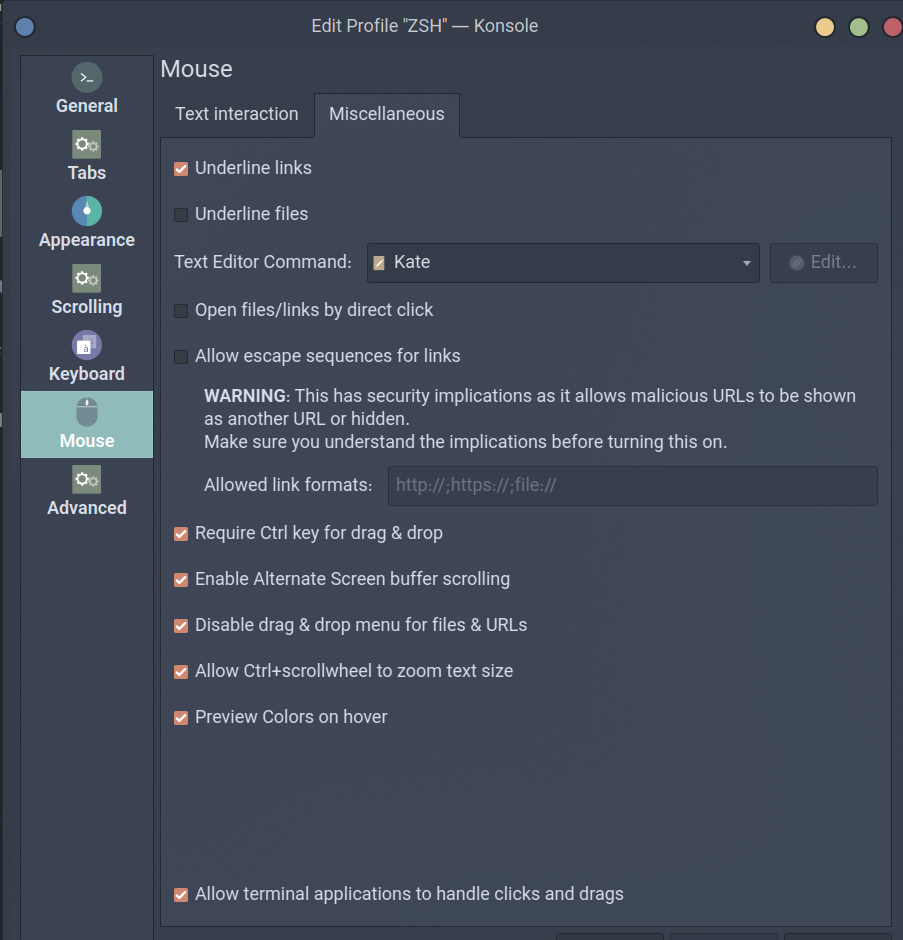 Edit Profile "ZSH" — Konsole
General
Tabs
Appearance
Scrolling
Keyboard
Mouse
Advanced
Mouse
Text interaction
Miscellaneous
Underline links
Underline files
Text Editor Command:
Kate
Edit...
Open files/links by direct click
Allow escape sequences for links
WARNING: This has security implications as it allows malicious URLs to be shown
as another URL or hidden.
Make sure you understand the implications before turning this on.
Allowed link formats:
http://;https://;file://
Require Ctrl key for drag & drop
Enable Alternate Screen buffer scrolling
Disable drag & drop menu for files & URLs
Allow Ctrl+scrollwheel to zoom text size
Preview Colors on hover
Allow terminal applications to handle clicks and drags